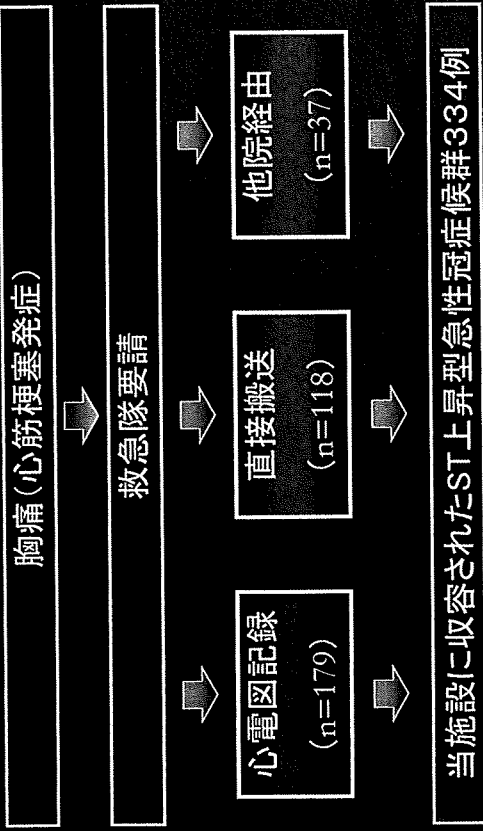 胸痛(心筋梗塞発症)
救急隊要請
心電図記録
(n=179)
直接搬送
(n=118)
他院経由
(n=37)
当施設に収容されたST上昇型急性冠症候群334例